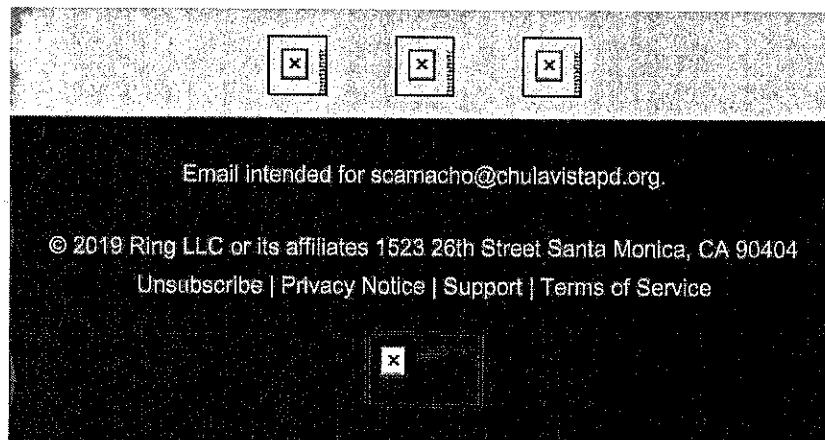 Email intended for scamacho@chulavistapd.org.
© 2019 Ring LLC or its affiliates 1523 26th Street Santa Monica, CA 90404
Unsubscribe | Privacy Notice | Support | Terms of Service